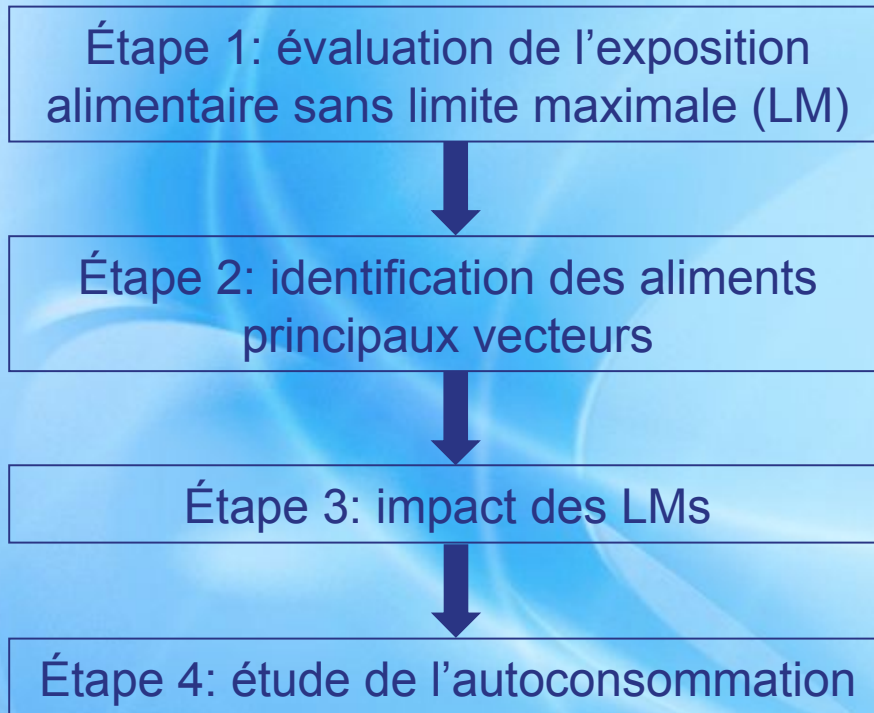 Étape 1: évaluation de l’exposition
alimentaire sans limite maximale (LM)
Étape 2: identification des aliments
principaux vecteurs
Étape 3: impact des LMs
Étape 4: étude de l’autoconsommation